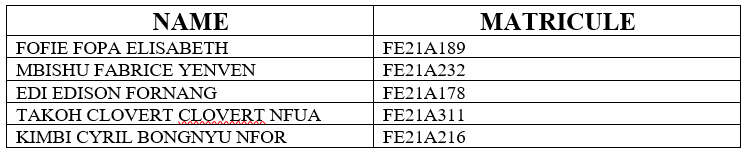 NAME MATRICULE
FOFIE FOPA ELISABETH FE21A189
MBISHU FABRICE YENVEN FE21A232
EDI EDISON FORNANG FE21A178
TAKOH CLOVERT CLOVERT NFUA FE21A311
KIMBI CYRIL BONGNYU NFOR FE21A216